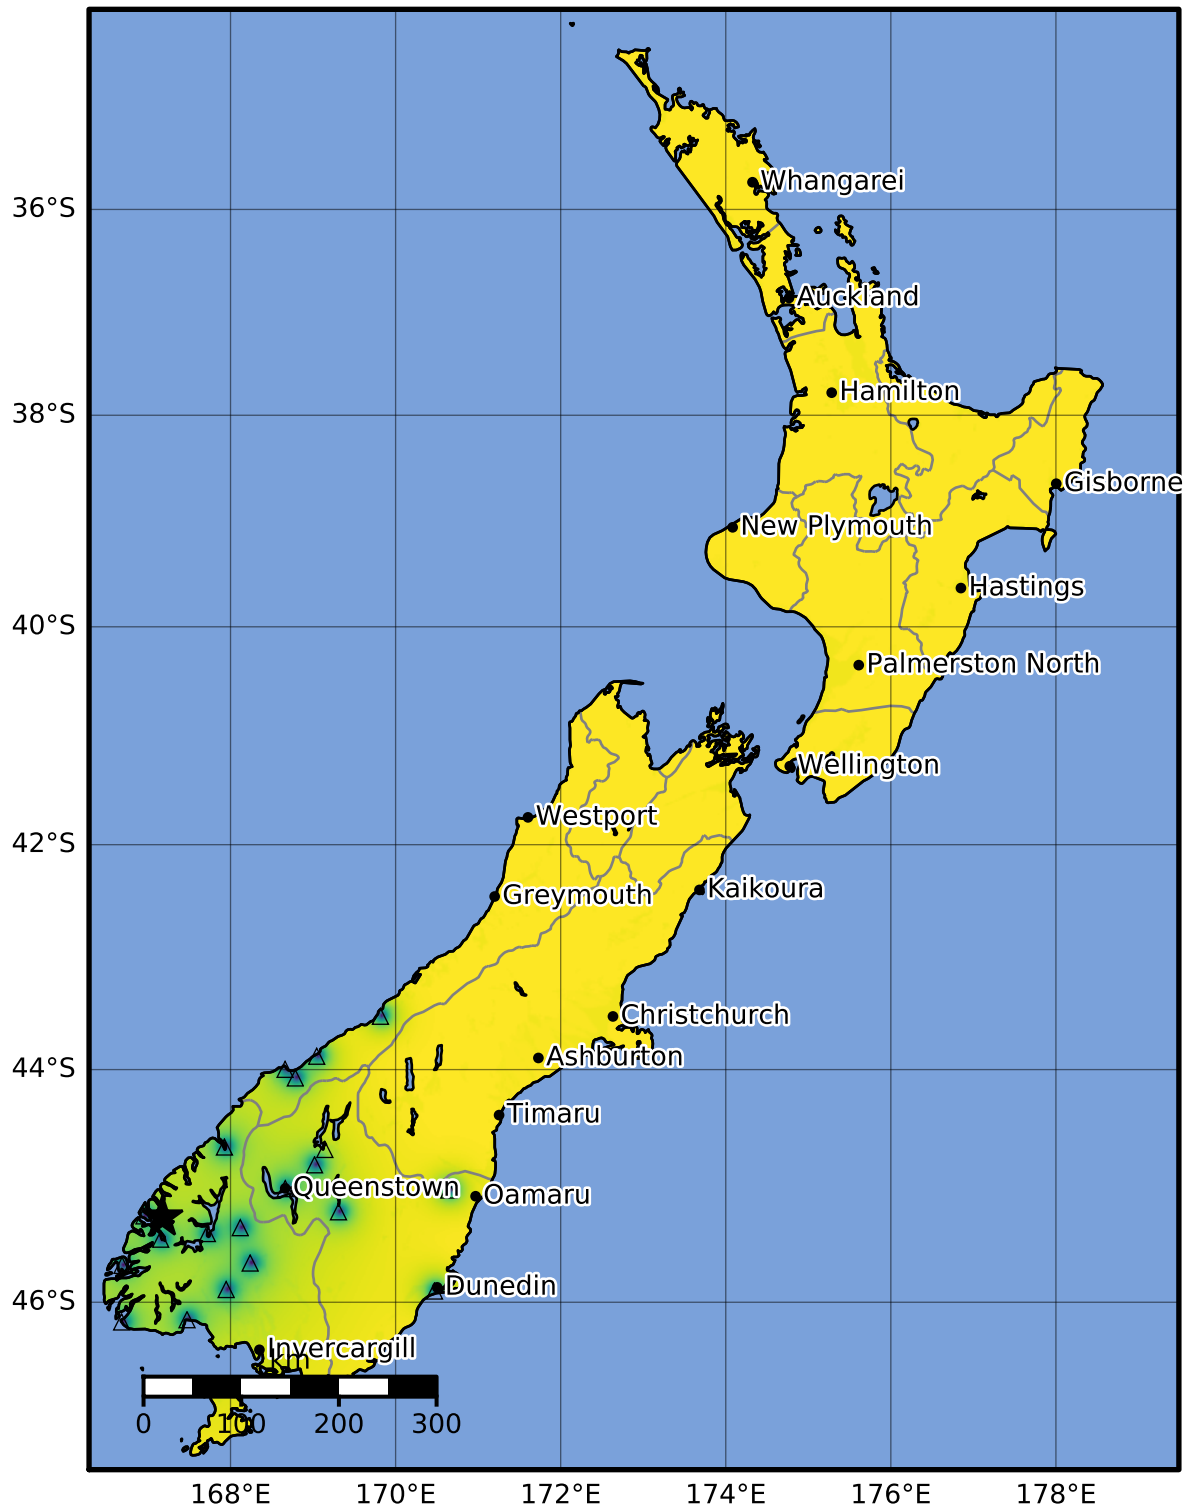 Whangarei
36°S
Auckland
Hamilton
38°S
Gisborne
New Plymouth
Hastings
40°S
Palmerston North
Wellington
Westport
42°S
Kaikoura
Greymouth
Christchurch
Ashburton
44°S
Timaru
Queenstown
Oamaru
Dunedin
46°S
Invercargill
km
0 100 200 300
168°E 170°E 172°E 174°E 176°E 178°E